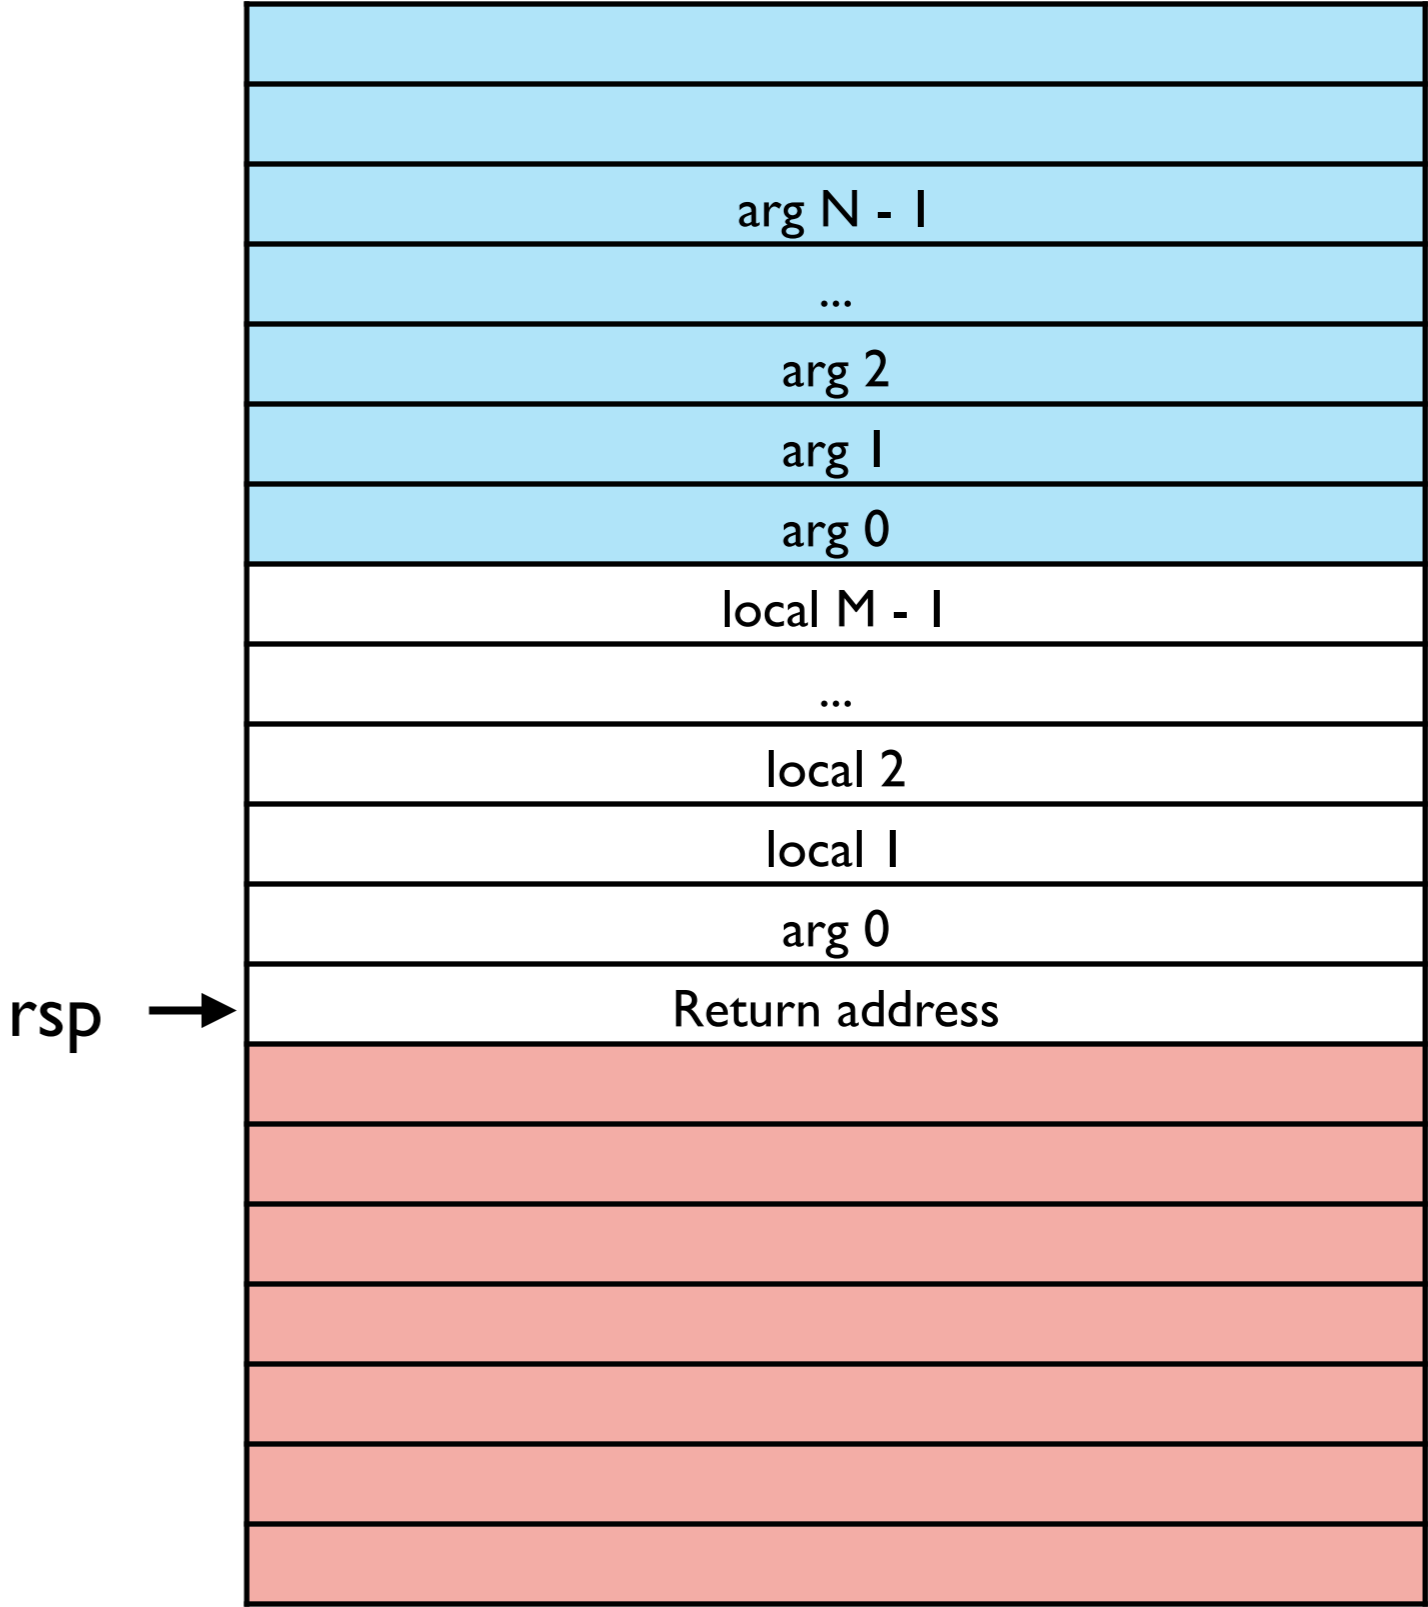 arg N - 1
...
arg 2
arg 1
arg 0
local M - 1
...
local 2
local 1
arg 0
rsp
Return address